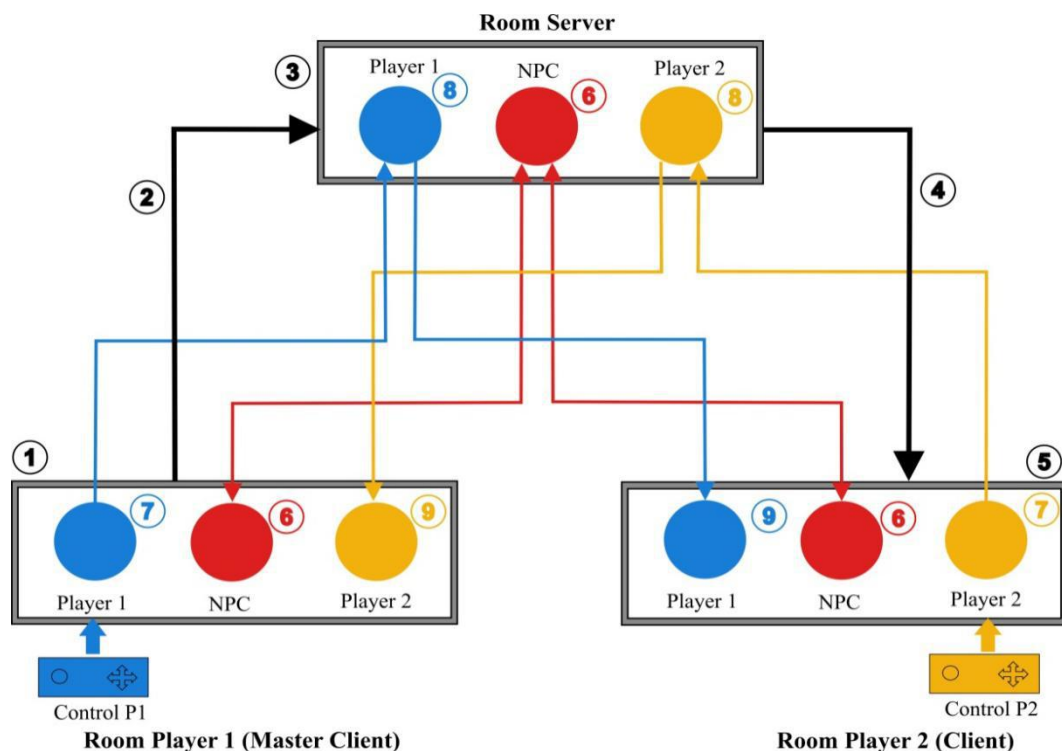 Room Server
Player 1 NPC Player 2
3 8 6 8
2 4
1 5
7 6 9 9 6 7
Player 1 NPC Player 2 Player 1 NPC Player 2
Control P1 Control P2
Room Player 1 (Master Client) Room Player 2 (Client)